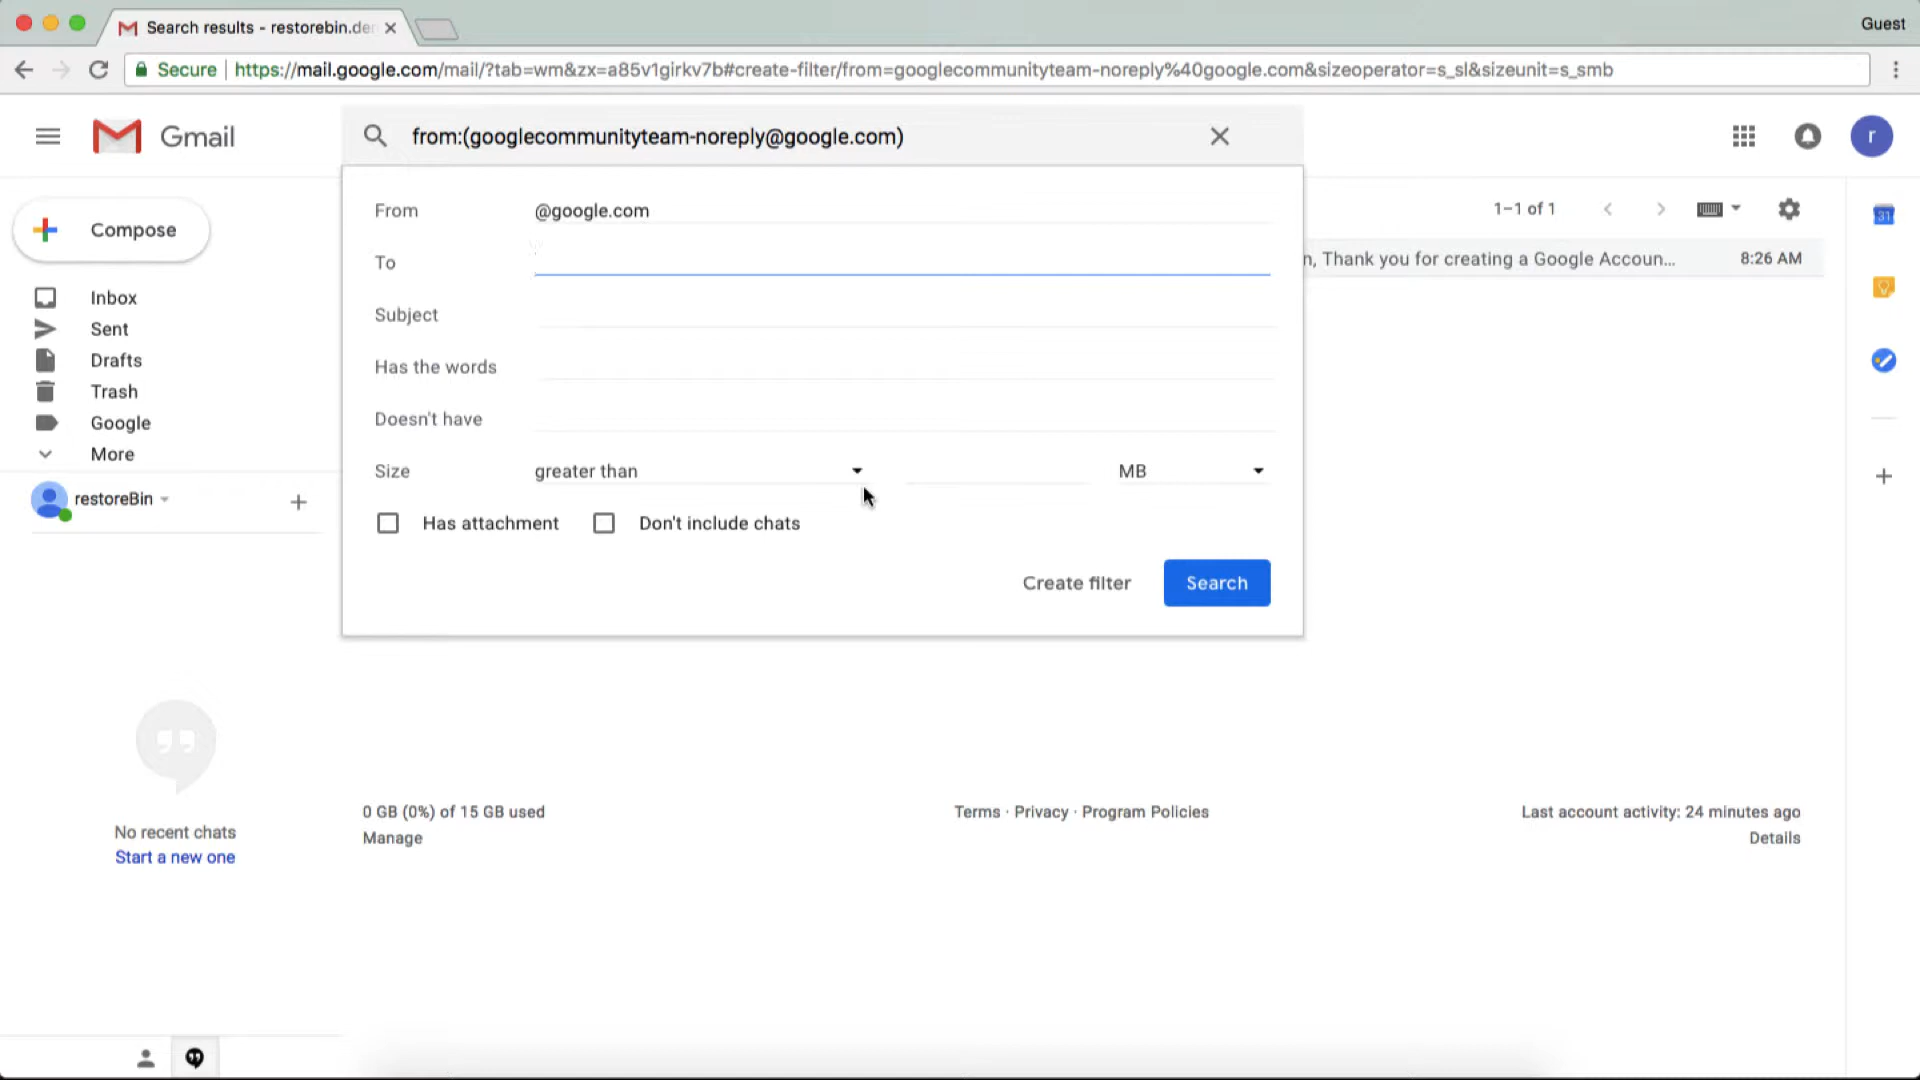 Search results - restorebin.de
Guest
Secure
https://mail.google.com/mail/?tab=wm&zx=a85v1girkv7b#create-filter/from=googlecommunityteam-noreply%40google.com&sizeoperator=s_sl&sizeunit=s_smb
Gmail
from:(googlecommunityteam-noreply@google.com)
r
From
@google.com
1–1 of 1
31
Compose
To
n, Thank you for creating a Google Accoun...
8:26 AM
Inbox
Subject
Sent
Drafts
Has the words
Trash
Google
Doesn't have
More
Size
greater than
MB
restoreBin
Has attachment
Don't include chats
Create filter
Search
No recent chats
Start a new one
0 GB (0%) of 15 GB used
Manage
Terms · Privacy · Program Policies
Last account activity: 24 minutes ago
Details